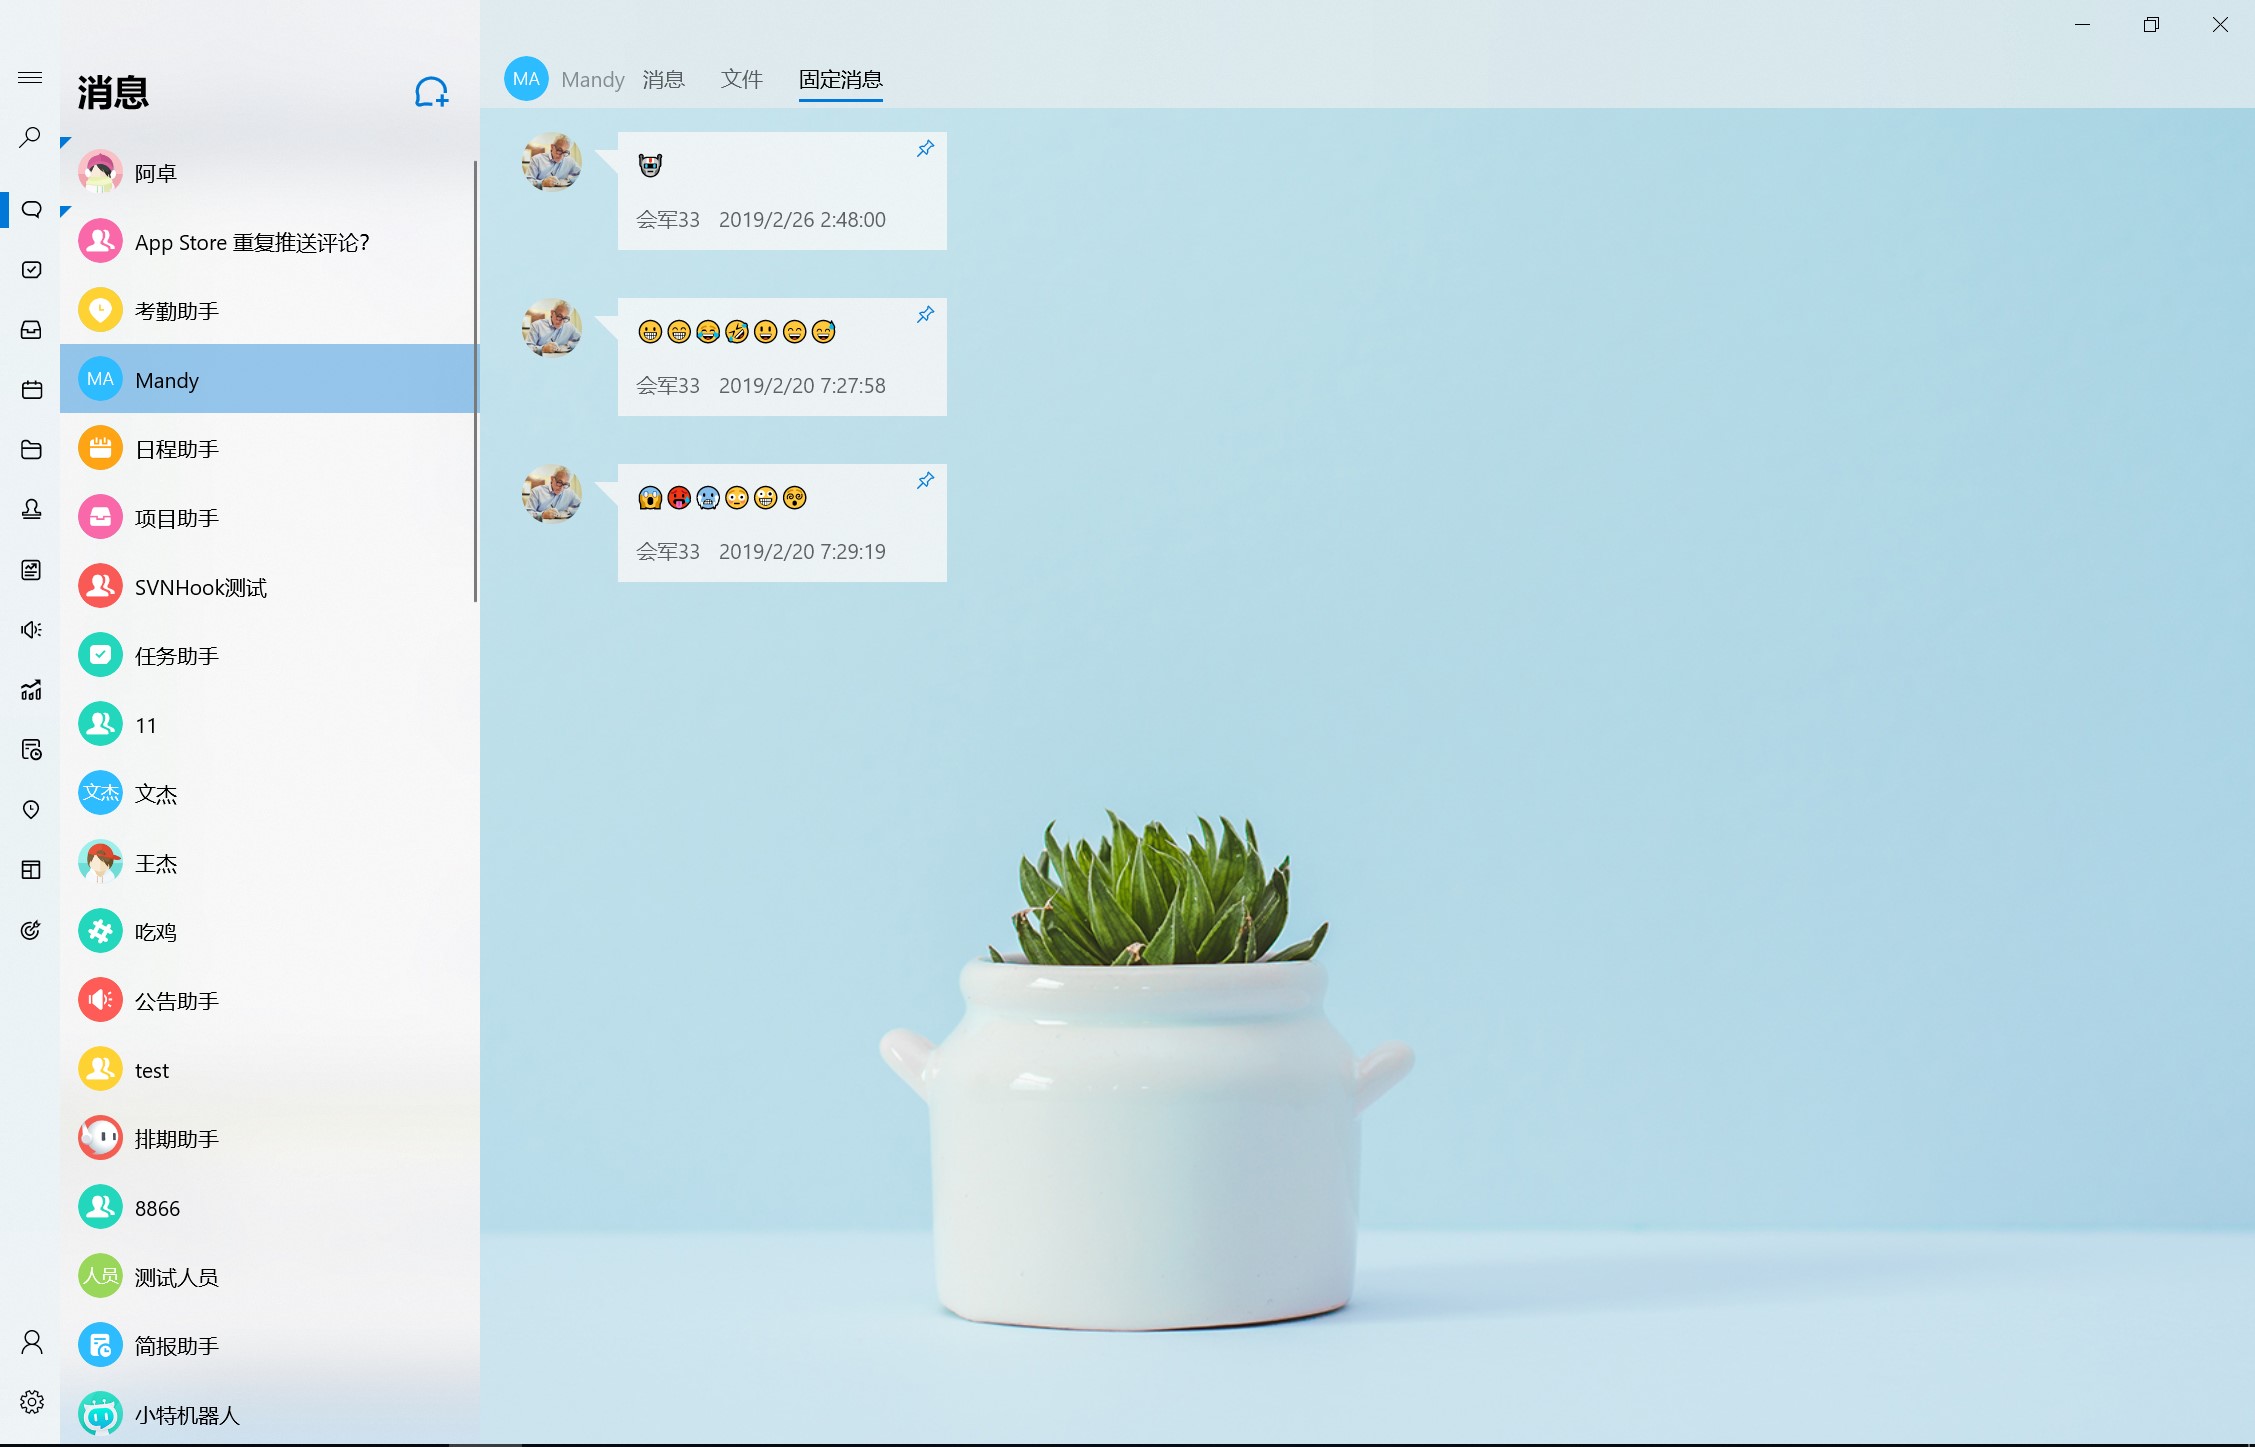 消息
阿卓
App Store 重复推送评论?
考勤助手
MA Mandy
日程助手
项目助手
SVNHook测试
任务助手
11
文杰 文杰
王杰
吃鸡
公告助手
test
排期助手
8866
人员 测试人员
简报助手
小特机器人
MA Mandy 消息 文件 固定消息
会军33 2019/2/26 2:48:00
😀😁😂🤣😃😄😅
会军33 2019/2/20 7:27:58
会军33 2019/2/20 7:29:19